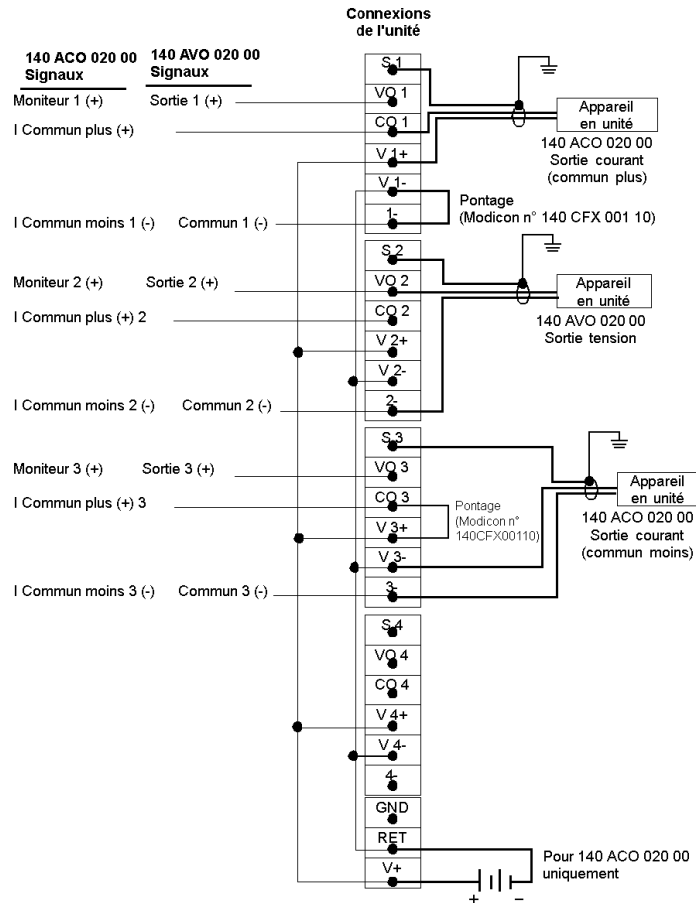 Connexions
de l'unité
140 ACO 020 00
Signaux
140 AVO 020 00
Signaux
S 1
Moniteur 1 (+) Sortie 1 (+) VO 1
I Commun plus (+) CO 1
Appareil
en unité
140 ACO 020 00
Sortie courant
(commun plus)
V 1+
V 1-
Pontage
(Modicon n° 140 CFX 001 10)
I Commun moins 1 (-) Commun 1 (-) 1-
S 2
Moniteur 2 (+) Sortie 2 (+) VO 2
Appareil
en unité
140 AVO 020 00
Sortie tension
I Commun plus (+) 2 CO 2
V 2+
V 2-
I Commun moins 2 (-) Commun 2 (-) 2-
S 3
Moniteur 3 (+) Sortie 3 (+) VO 3
Appareil
en unité
140 ACO 020 00
Sortie courant
(commun moins)
I Commun plus (+) 3 CO 3
Pontage
(Modicon n°
140CFX00110)
V 3+
V 3-
I Commun moins 3 (-) Commun 3 (-) 3-
S 4
VO 4
CO 4
V 4+
V 4-
4-
GND
RET
V+
+ −
Pour 140 ACO 020 00
uniquement